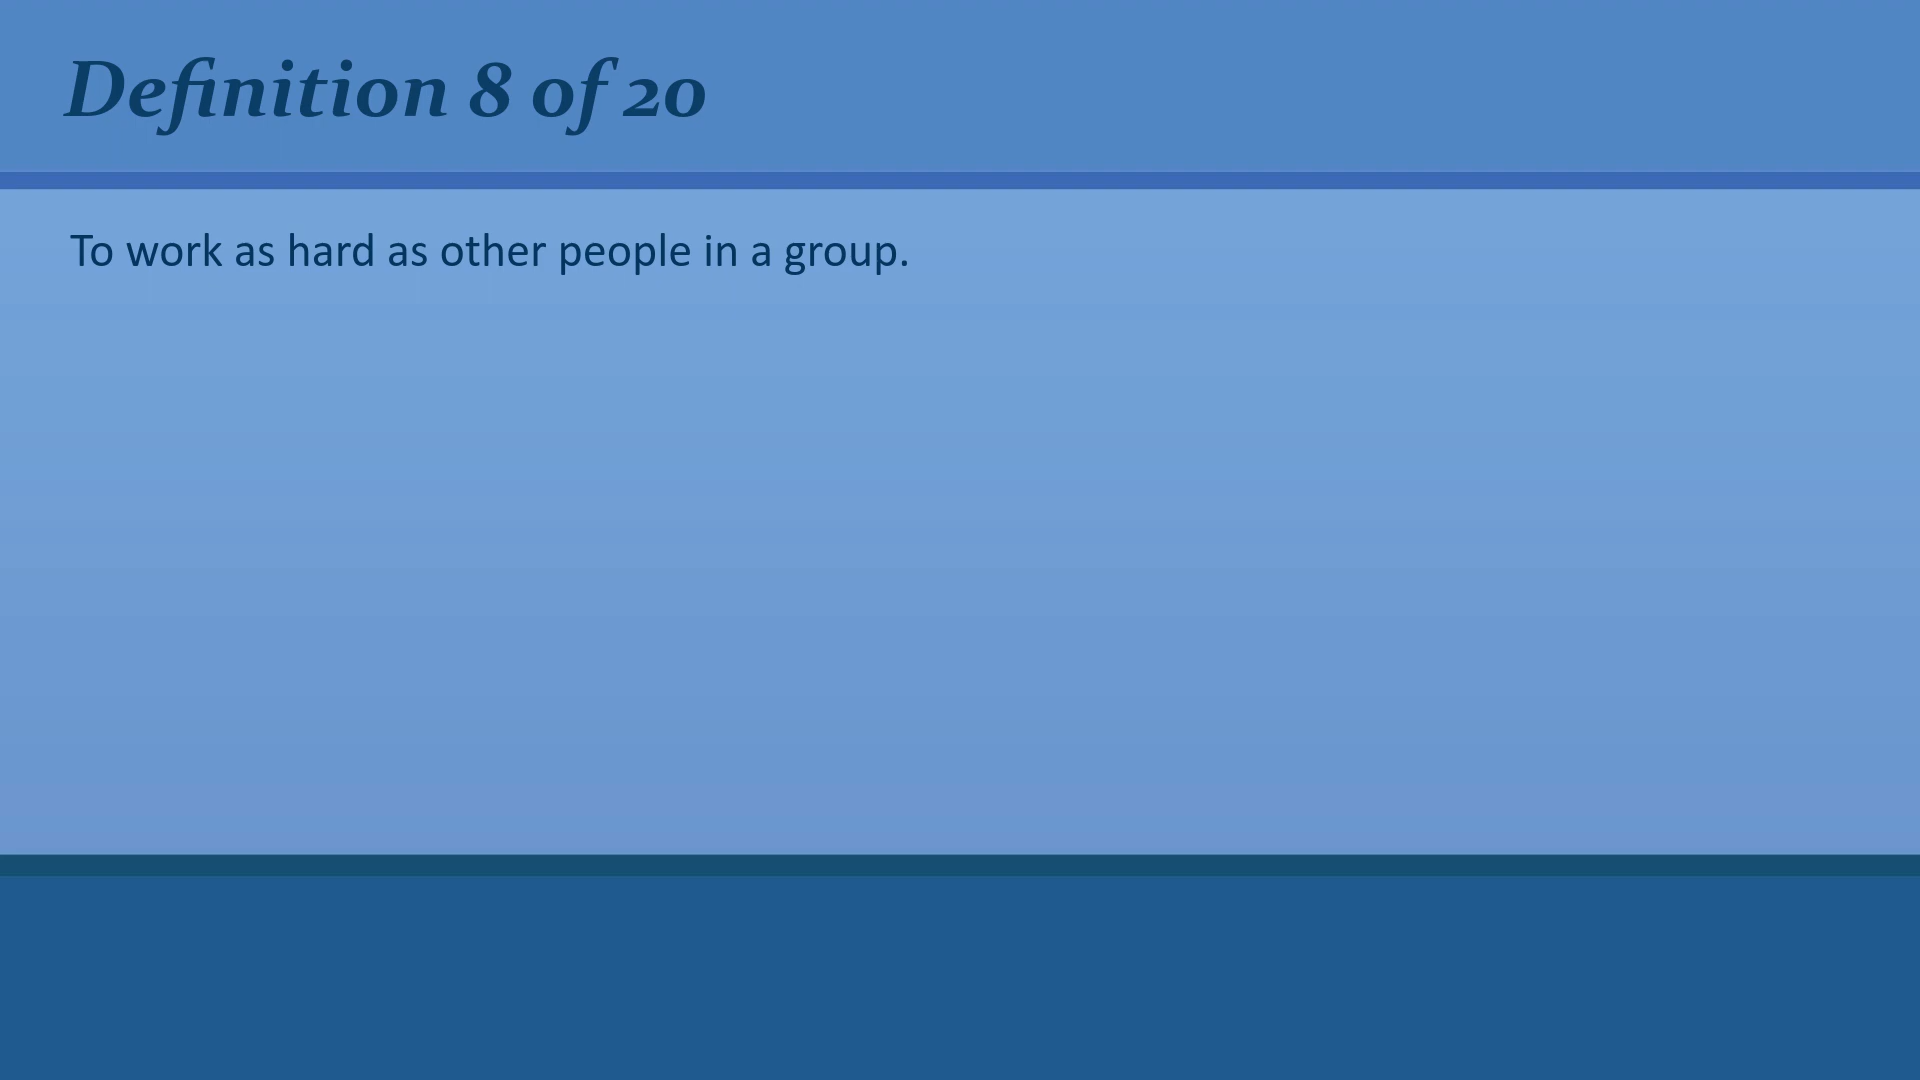 Definition 8 of 20
To work as hard as other people in a group.